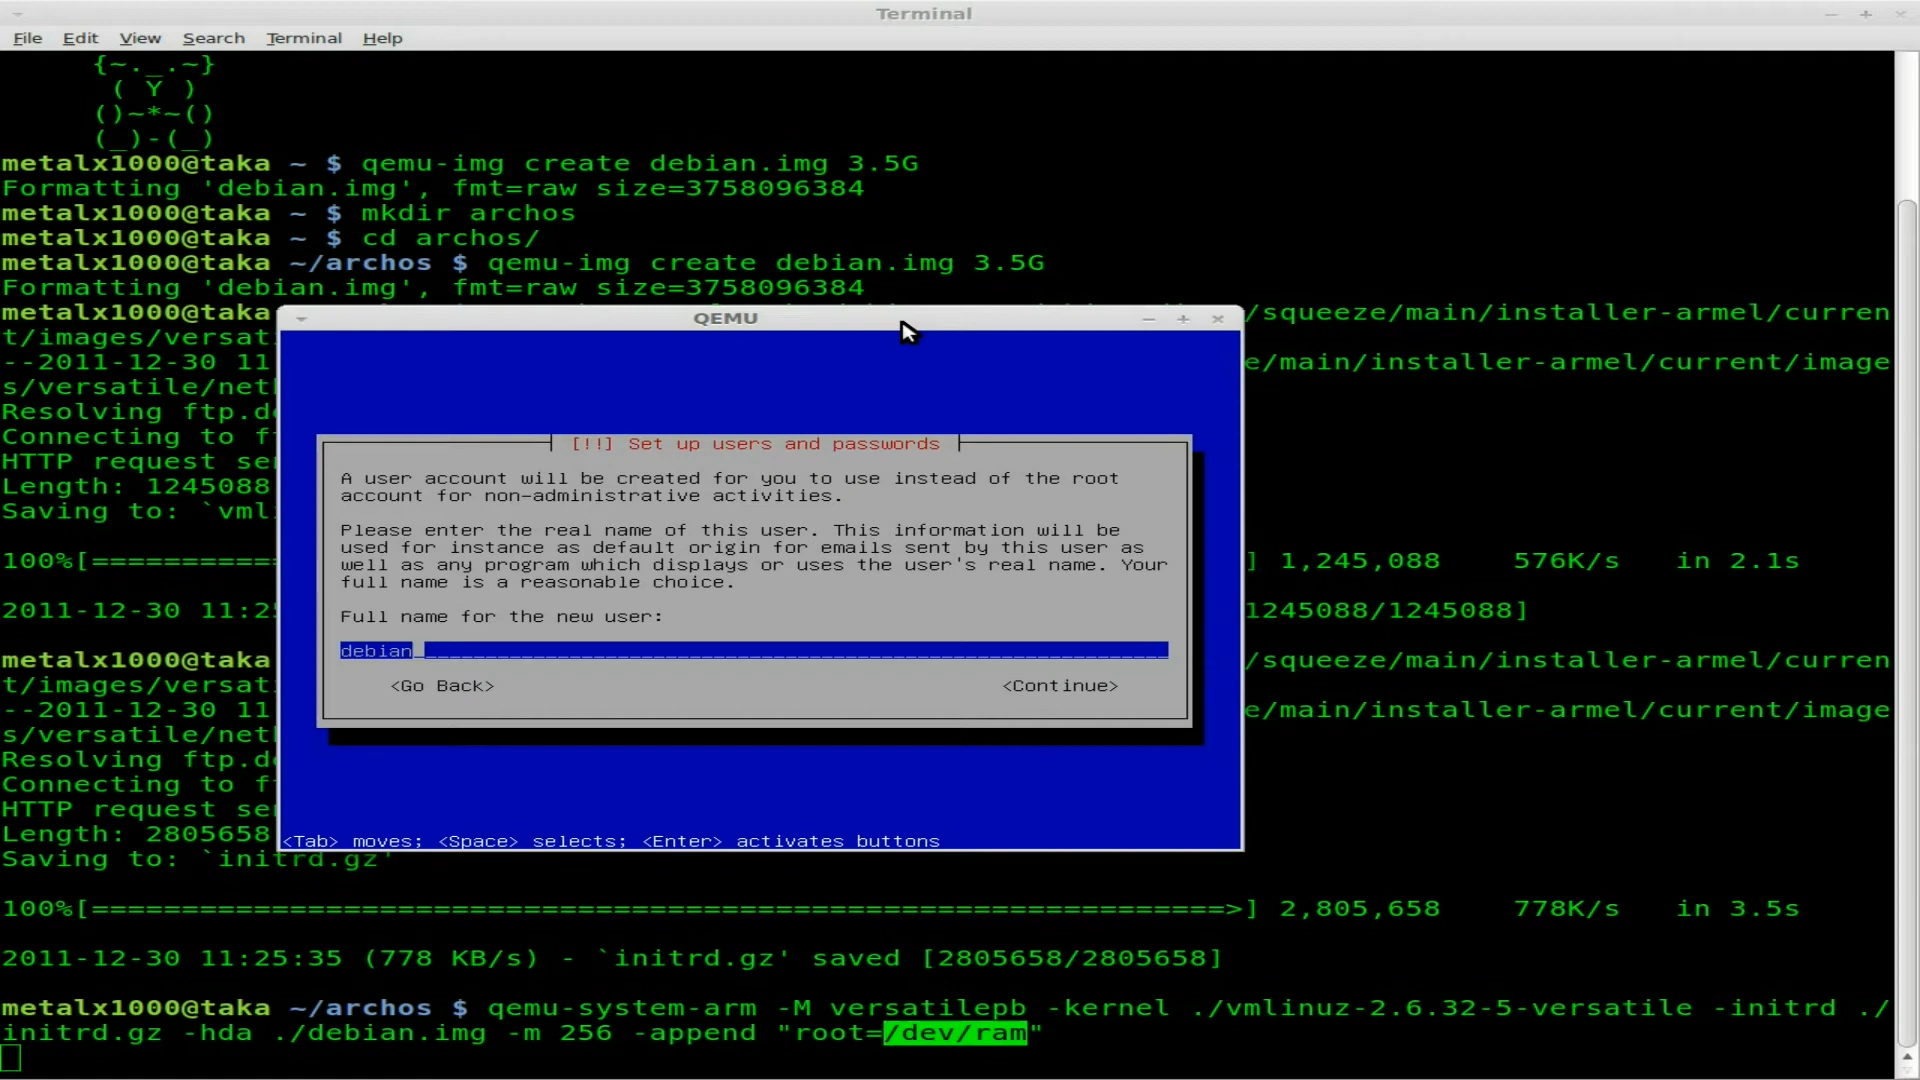 Terminal
File Edit View Search Terminal Help
{~._.~}
( Y )
()~*~()
(_)-(_)
metalx1000@taka ~ $ qemu-img create debian.img 3.5G
Formatting 'debian.img', fmt=raw size=3758096384
metalx1000@taka ~ $ mkdir archos
metalx1000@taka ~ $ cd archos/
metalx1000@taka ~/archos $ qemu-img create debian.img 3.5G
Formatting 'debian.img', fmt=raw size=3758096384
metalx1000@taka /squeeze/main/installer-armel/curren
t/images/versat
--2011-12-30 11 e/main/installer-armel/current/image
s/versatile/net
Resolving ftp.d
Connecting to f
HTTP request se
Length: 1245088
Saving to: `vml
100%[========== ] 1,245,088 576K/s in 2.1s
2011-12-30 11:2 1245088/1245088]
metalx1000@taka /squeeze/main/installer-armel/curren
t/images/versat
--2011-12-30 11 e/main/installer-armel/current/image
s/versatile/net
Resolving ftp.d
Connecting to f
HTTP request se
Length: 2805658
Saving to: `initrd.gz'
100%[===============================================================>] 2,805,658 778K/s in 3.5s
2011-12-30 11:25:35 (778 KB/s) - `initrd.gz' saved [2805658/2805658]
metalx1000@taka ~/archos $ qemu-system-arm -M versatilepb -kernel ./vmlinuz-2.6.32-5-versatile -initrd ./
initrd.gz -hda ./debian.img -m 256 -append "root=/dev/ram"
QEMU
[!!] Set up users and passwords
A user account will be created for you to use instead of the root
account for non-administrative activities.
Please enter the real name of this user. This information will be
used for instance as default origin for emails sent by this user as
well as any program which displays or uses the user's real name. Your
full name is a reasonable choice.
Full name for the new user:
debian
<Go Back> <Continue>
<Tab> moves; <Space> selects; <Enter> activates buttons